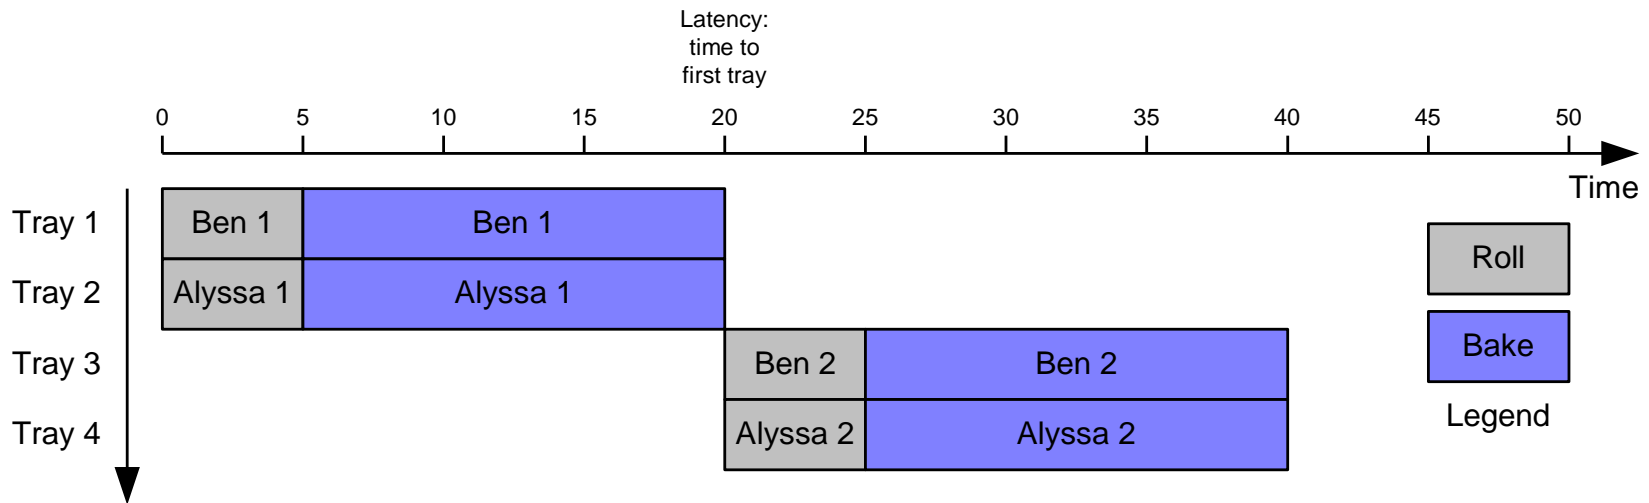 Latency:
time to
first tray
0 5 10 15 20 25 30 35 40 45 50
Time
Tray 1 Ben 1 Ben 1
Roll
Tray 2 Alyssa 1 Alyssa 1
Bake
Tray 3 Ben 2 Ben 2
Legend
Tray 4 Alyssa 2 Alyssa 2